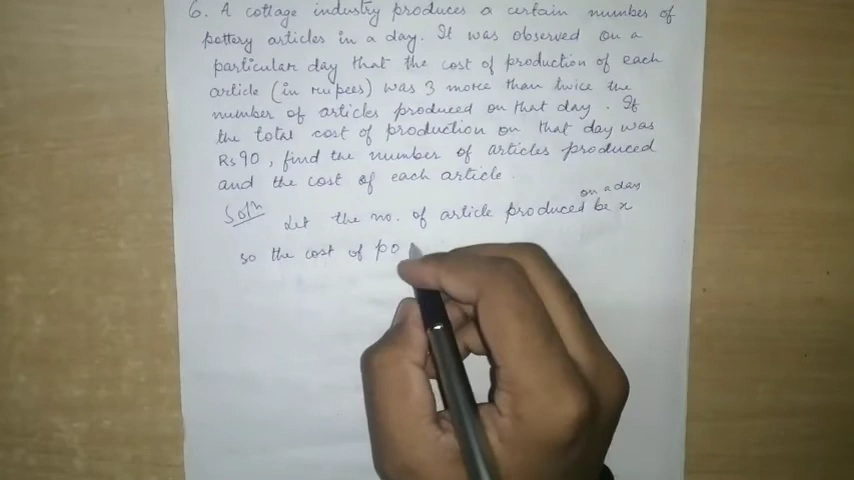 6. A cottage industry produces a certain number of
pottery articles in a day. It was observed on a
particular day that the cost of production of each
article (in rupees) was 3 more than twice the
number of articles produced on that day. If
the total cost of production on that day was
Rs 90, find the number of articles produced
and the cost of each article.
Soln
on a day
Let the no. of article produced be x
so the cost of po